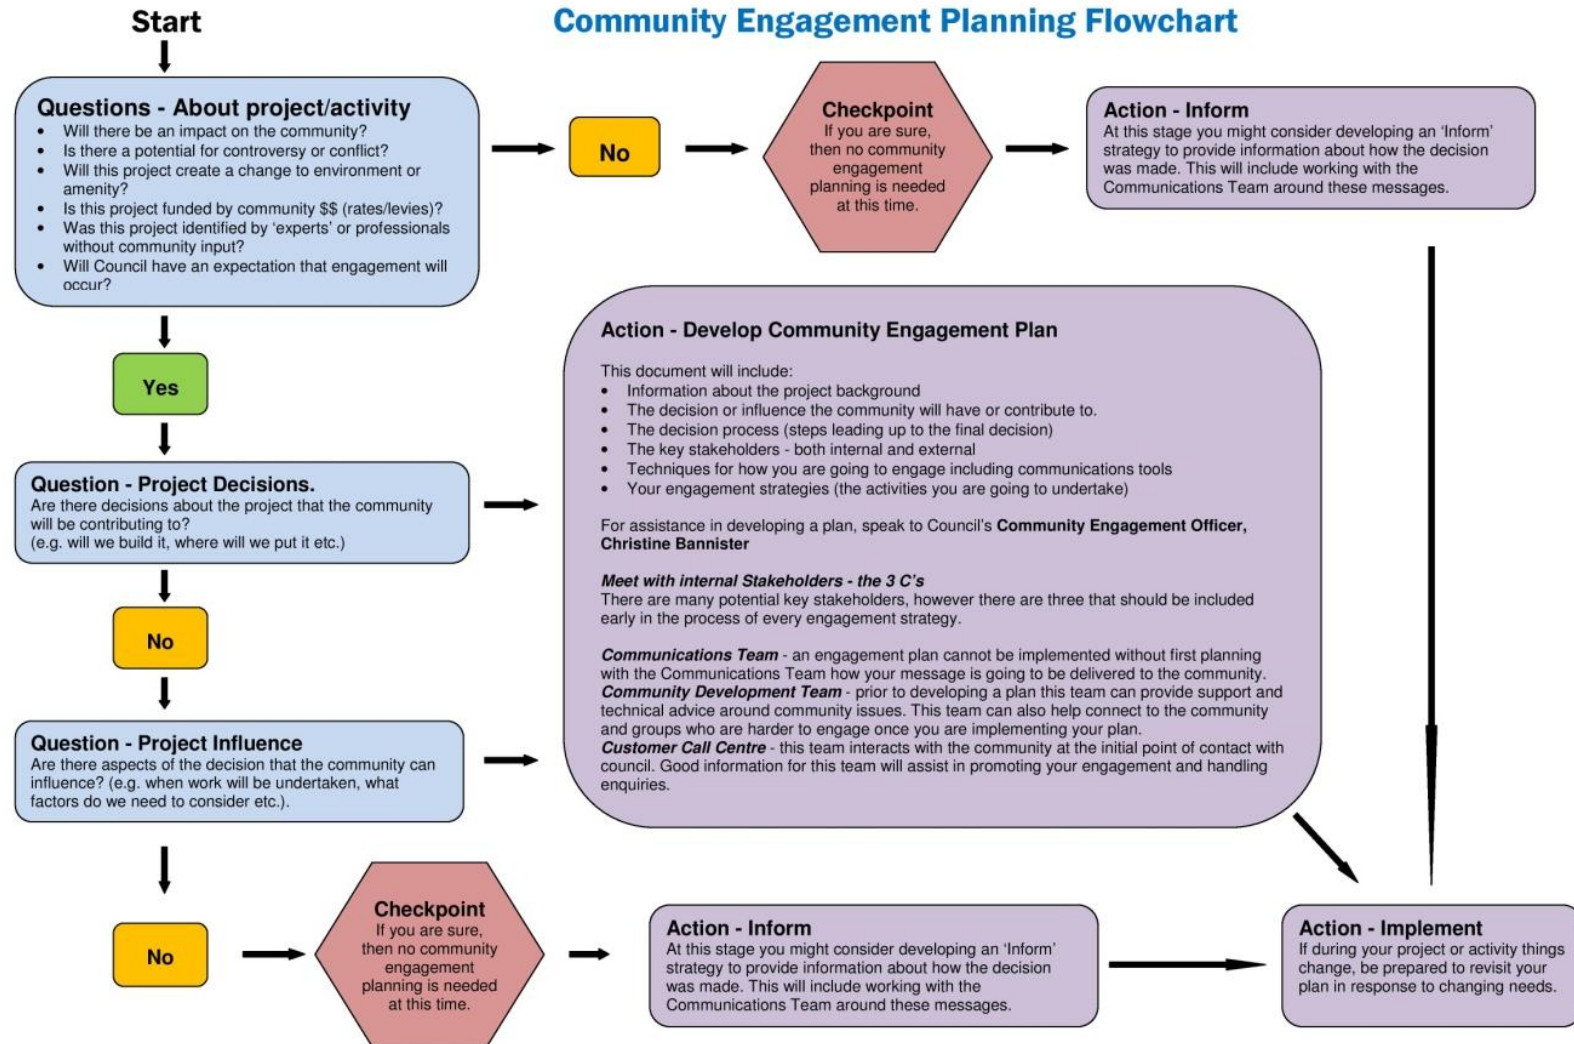 Start
Community Engagement Planning Flowchart
Questions - About project/activity
• Will there be an impact on the community?
• Is there a potential for controversy or conflict?
• Will this project create a change to environment or
amenity?
• Is this project funded by community $$ (rates/levies)?
• Was this project identified by ‘experts’ or professionals
without community input?
• Will Council have an expectation that engagement will
occur?
No
Checkpoint
If you are sure,
then no community
engagement
planning is needed
at this time.
Action - Inform
At this stage you might consider developing an ‘Inform’
strategy to provide information about how the decision
was made. This will include working with the
Communications Team around these messages.
Yes
Question - Project Decisions.
Are there decisions about the project that the community
will be contributing to?
(e.g. will we build it, where will we put it etc.)
No
Question - Project Influence
Are there aspects of the decision that the community can
influence? (e.g. when work will be undertaken, what
factors do we need to consider etc.).
Action - Develop Community Engagement Plan
This document will include:
• Information about the project background
• The decision or influence the community will have or contribute to.
• The decision process (steps leading up to the final decision)
• The key stakeholders - both internal and external
• Techniques for how you are going to engage including communications tools
• Your engagement strategies (the activities you are going to undertake)
For assistance in developing a plan, speak to Council’s Community Engagement Officer,
Christine Bannister
Meet with internal Stakeholders - the 3 C’s
There are many potential key stakeholders, however there are three that should be included
early in the process of every engagement strategy.
Communications Team - an engagement plan cannot be implemented without first planning
with the Communications Team how your message is going to be delivered to the community.
Community Development Team - prior to developing a plan this team can provide support and
technical advice around community issues. This team can also help connect to the community
and groups who are harder to engage once you are implementing your plan.
Customer Call Centre - this team interacts with the community at the initial point of contact with
council. Good information for this team will assist in promoting your engagement and handling
enquiries.
No
Checkpoint
If you are sure,
then no community
engagement
planning is needed
at this time.
Action - Inform
At this stage you might consider developing an ‘Inform’
strategy to provide information about how the decision
was made. This will include working with the
Communications Team around these messages.
Action - Implement
If during your project or activity things
change, be prepared to revisit your
plan in response to changing needs.